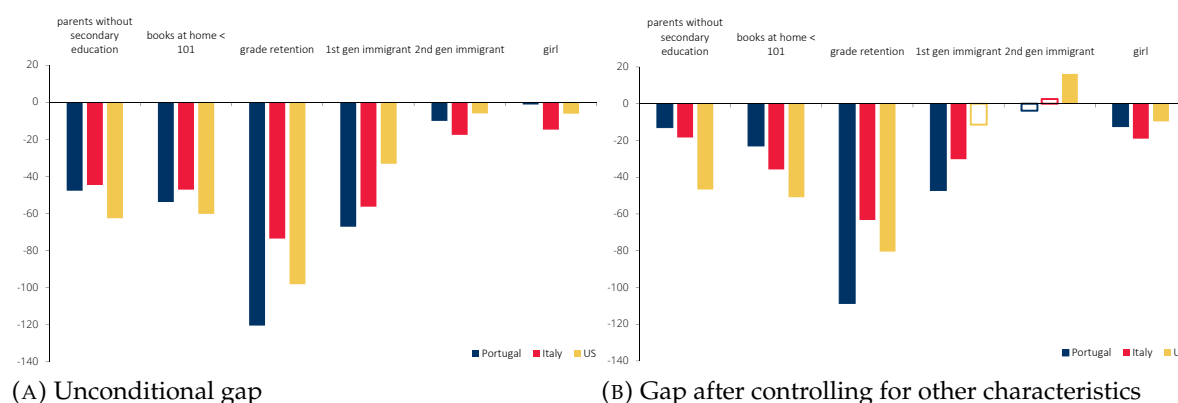 parents without
secondary
education
books at home <
101
grade retention
1st gen immigrant
2nd gen immigrant
girl
20
0
-20
-40
-60
-80
-100
-120
-140
Portugal Italy US
(A) Unconditional gap
parents without
secondary
education
books at home <
101
grade retention
1st gen immigrant
2nd gen immigrant
girl
20
0
-20
-40
-60
-80
-100
-120
-140
Portugal Italy U
(B) Gap after controlling for other characteristics